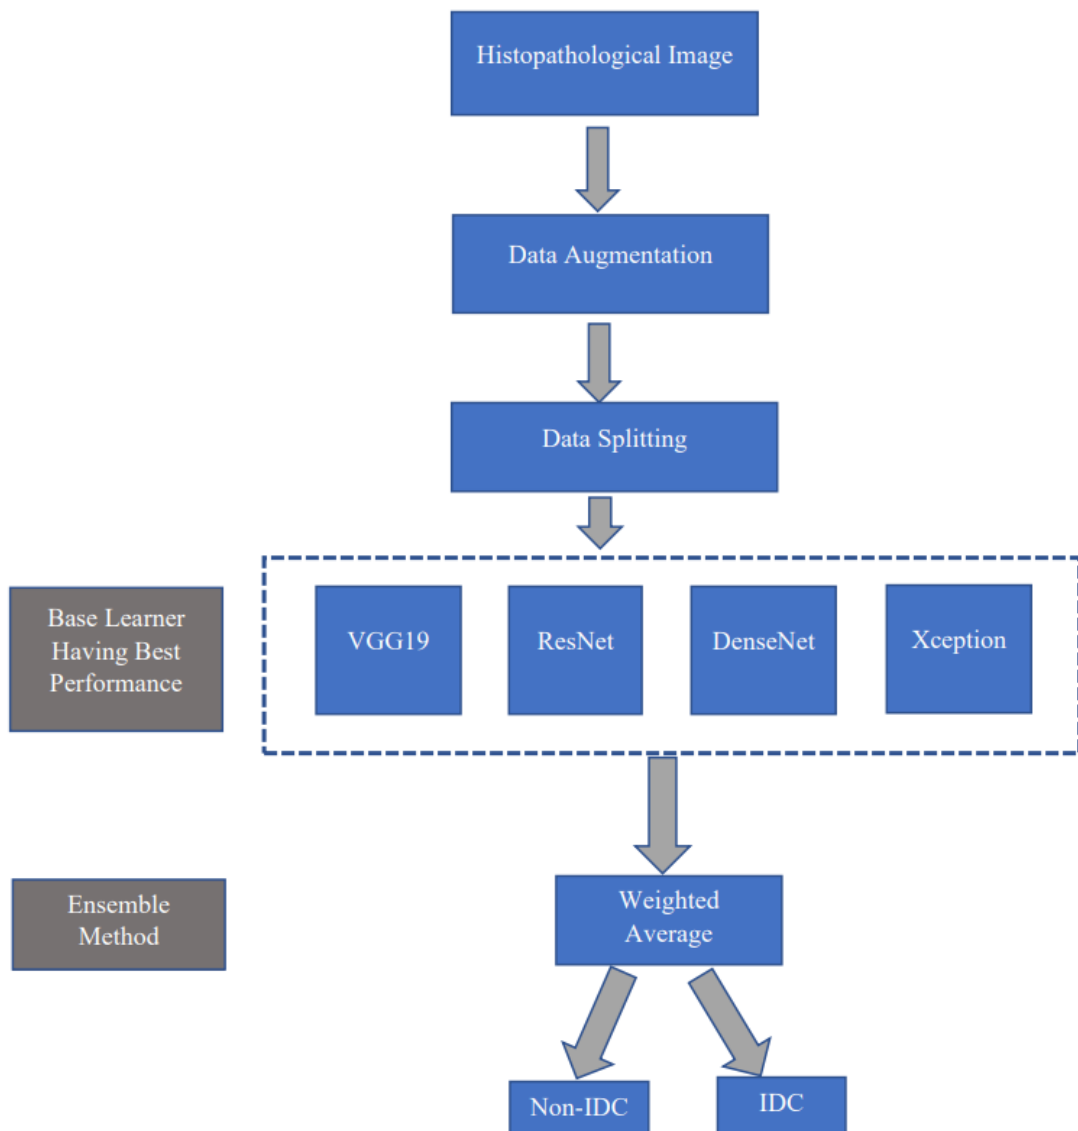 Histopathological Image
Data Augmentation
Data Splitting
Base Learner
Having Best
Performance
VGG19
ResNet
DenseNet
Xception
Ensemble
Method
Weighted
Average
Non-IDC
IDC